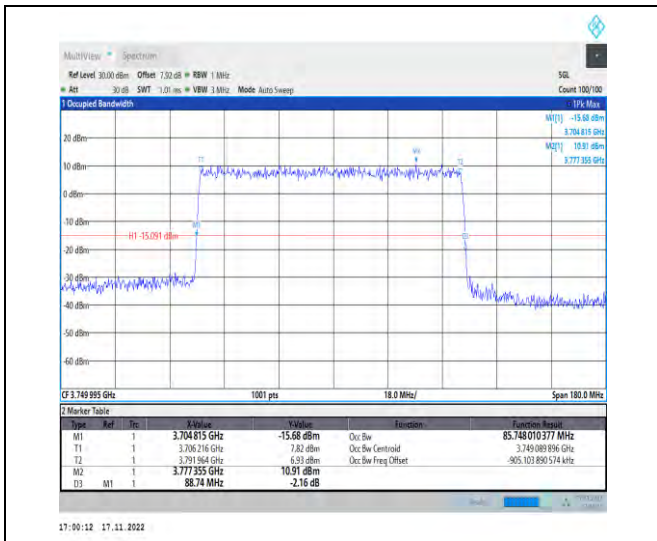 MultiView Spectrum
Ref Level 30.00 dBm Offset 7.92 dB RBW 1 MHz SGL
Att 30 dB SWT 1.01 ms VBW 3 MHz Mode Auto Sweep Count 100/100
1 Occupied Bandwidth 1Pk Max
M1[1] -15.68 dBm
3.704 815 GHz
M2[1] 10.91 dBm
3.777 355 GHz
20 dBm
M2
10 dBm T1
0 dBm
-10 dBm
M1
H1 -15.091 dBm
-20 dBm
-30 dBm
-40 dBm
-50 dBm
-60 dBm
CF 3.749 995 GHz 1001 pts 18.0 MHz/ Span 180.0 MHz
2 Marker Table
Type Ref Trc X-Value Y-Value Function Function Result
M1 1 3.704 815 GHz -15.68 dBm Occ Bw 85.748 010 377 MHz
T1 1 3.706 216 GHz 7.82 dBm Occ Bw Centroid 3.749 089 896 GHz
T2 1 3.791 964 GHz 6.93 dBm Occ Bw Freq Offset -905.103 890 574 kHz
M2 1 3.777 355 GHz 10.91 dBm
D3 M1 1 88.74 MHz -2.16 dB
17:00:12 17.11.2022